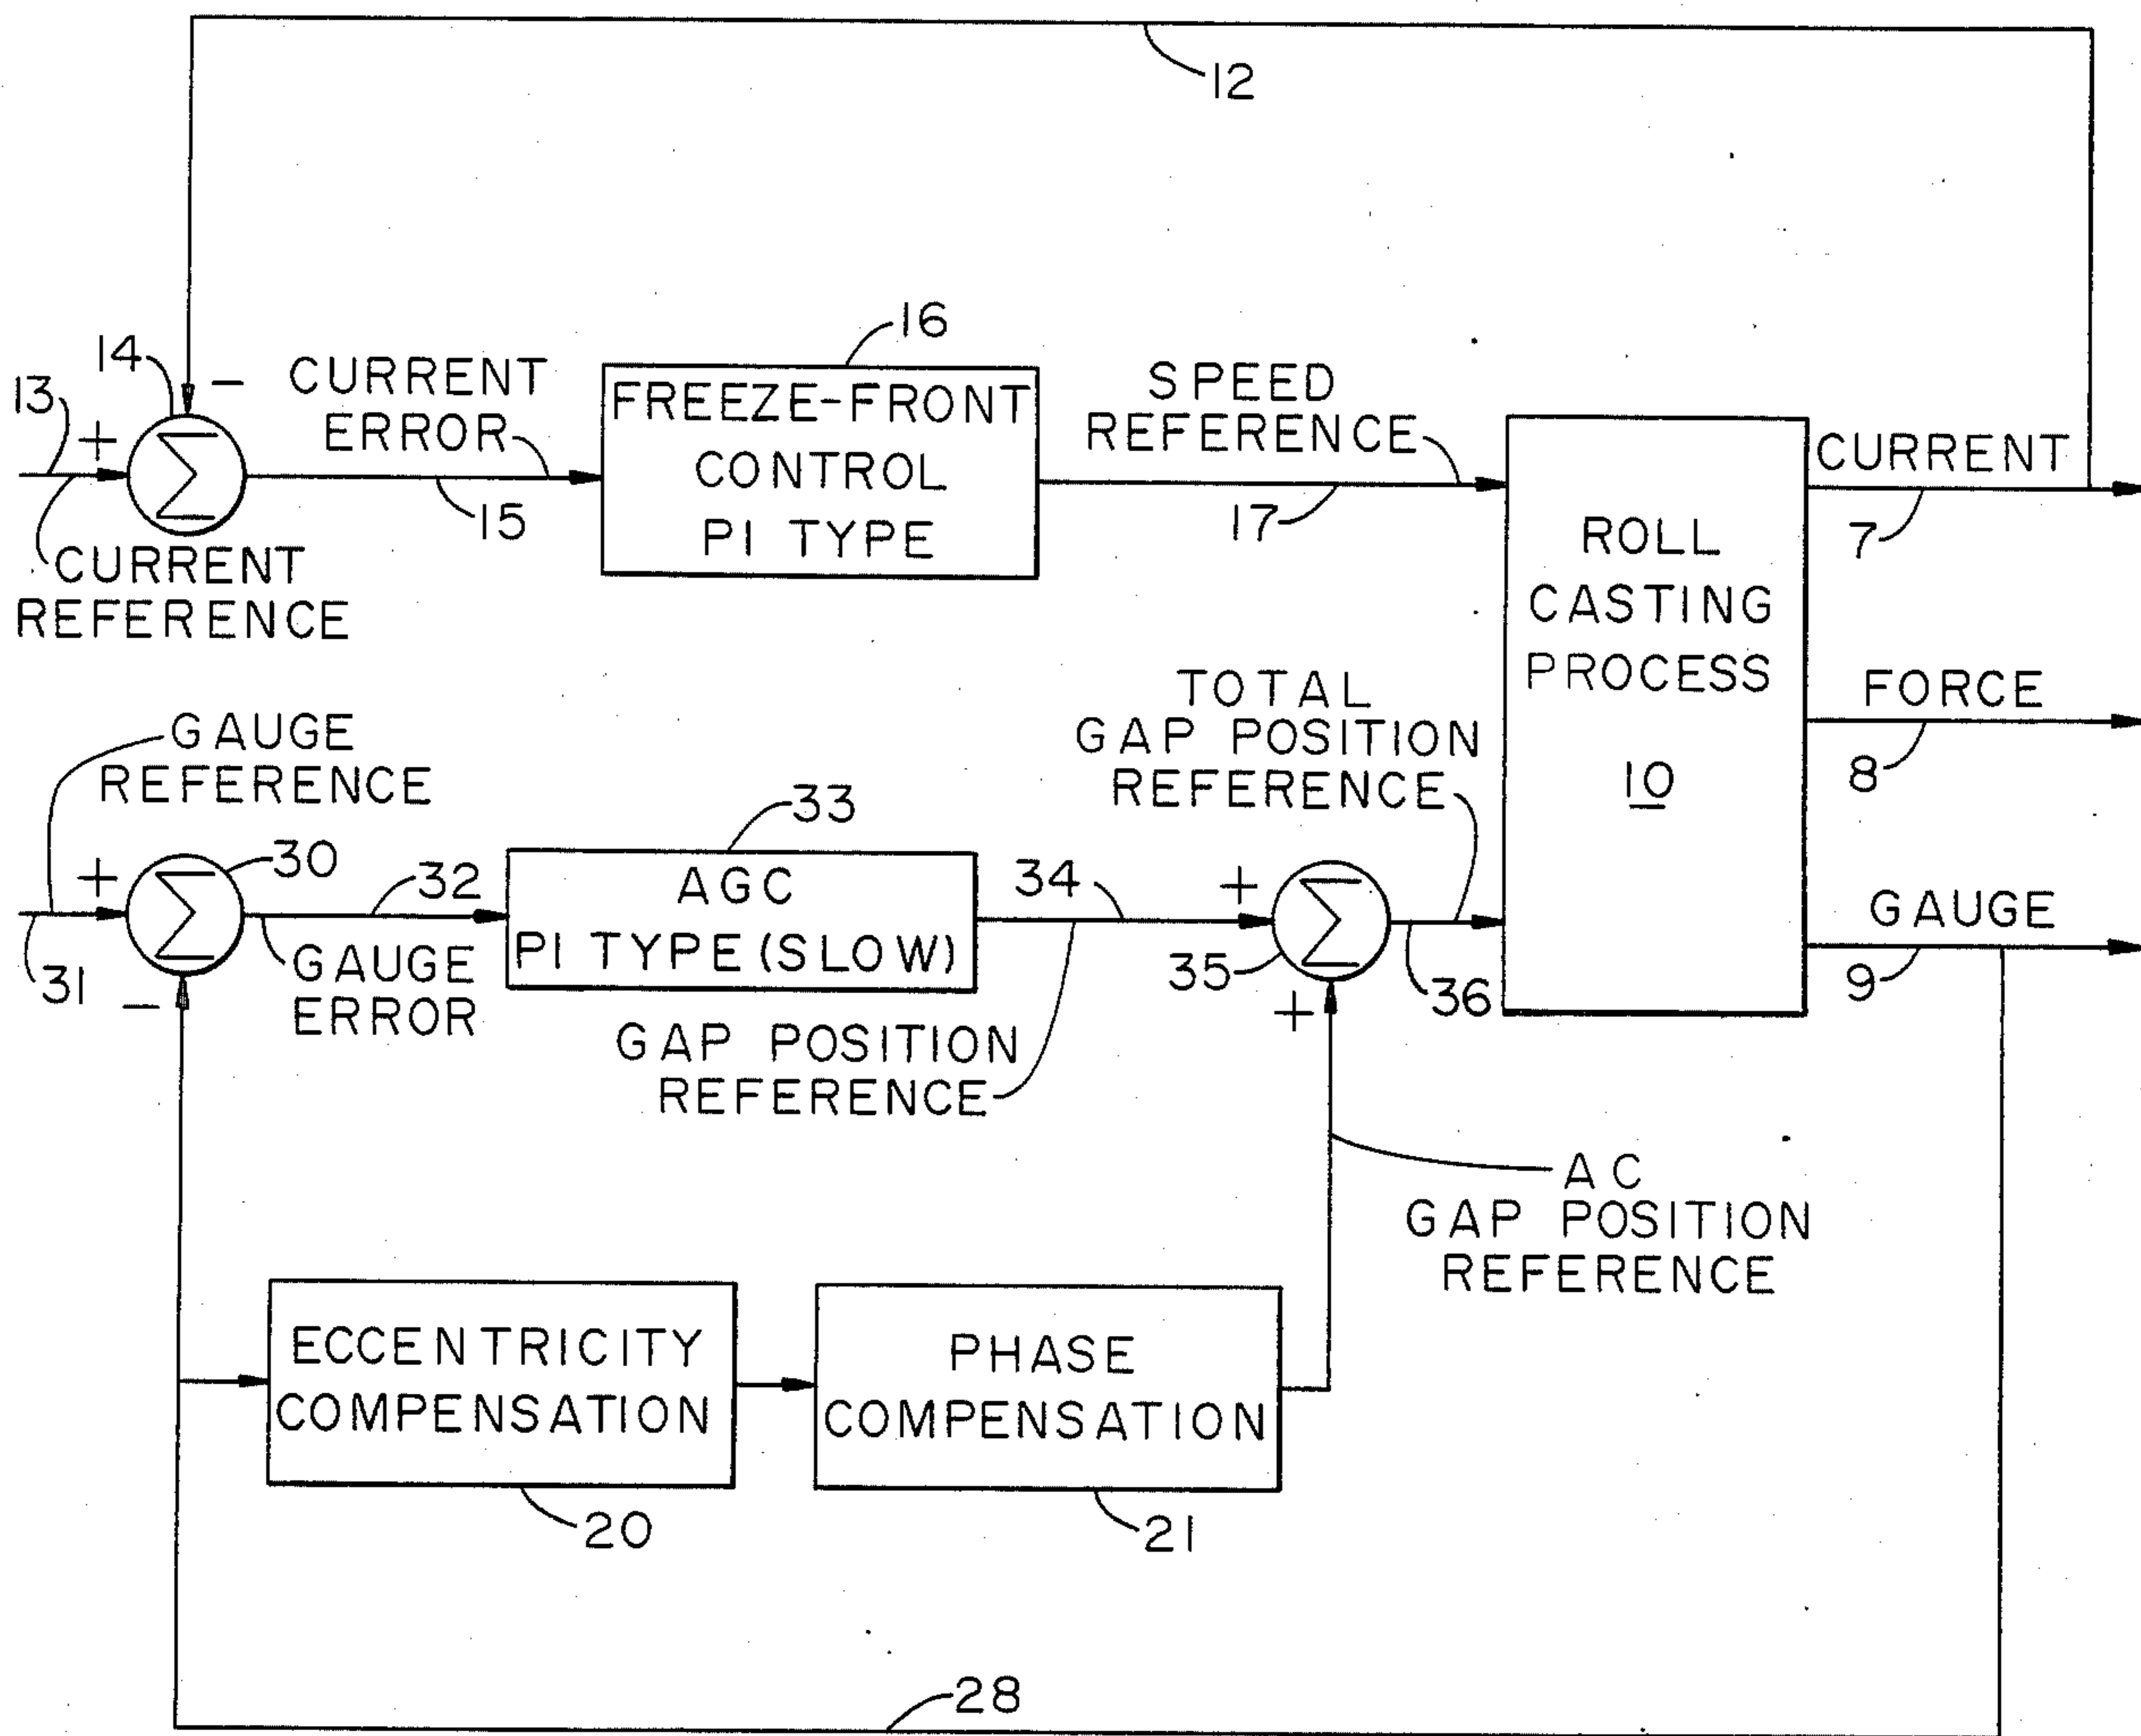 12
16
14
−
CURRENT
ERROR
13
+
Σ
FREEZE-FRONT
CONTROL
PI TYPE
SPEED
REFERENCE
CURRENT
15
17
7
CURRENT
REFERENCE
ROLL
CASTING
PROCESS
10
FORCE
8
TOTAL
GAP POSITION
REFERENCE
GAUGE
REFERENCE
33
30
+
Σ
32
AGC
PI TYPE (SLOW)
34
+
Σ
GAUGE
31
−
GAUGE
ERROR
35
+
36
9
GAP POSITION
REFERENCE
AC
GAP POSITION
REFERENCE
ECCENTRICITY
COMPENSATION
PHASE
COMPENSATION
20
21
28